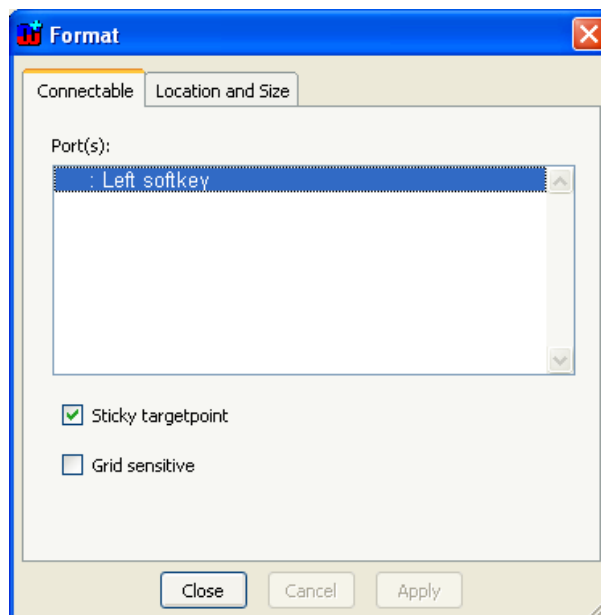 Format
Connectable
Location and Size
Port(s):
: Left softkey
Sticky targetpoint
Grid sensitive
Close
Cancel
Apply